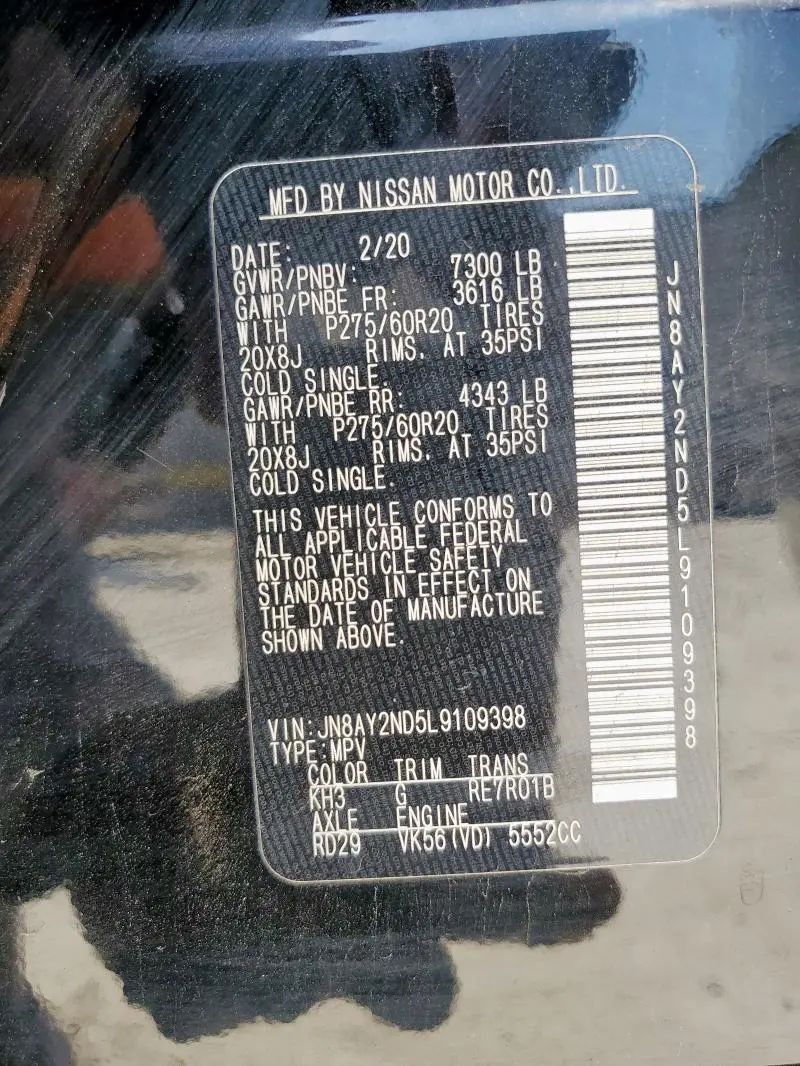 MFD BY NISSAN MOTOR CO.,LTD.
DATE: 2/20
GVWR/PNBV: 7300 LB
GAWR/PNBE FR: 3616 LB
WITH P275/60R20 TIRES
20X8J RIMS. AT 35PSI
COLD SINGLE.
GAWR/PNBE RR: 4343 LB
WITH P275/60R20 TIRES
20X8J RIMS. AT 35PSI
COLD SINGLE.
THIS VEHICLE CONFORMS TO
ALL APPLICABLE FEDERAL
MOTOR VEHICLE SAFETY
STANDARDS IN EFFECT ON
THE DATE OF MANUFACTURE
SHOWN ABOVE.
VIN:JN8AY2ND5L9109398
TYPE:MPV
COLOR TRIM TRANS
KH3 G RE7R01B
AXLE ENGINE
RD29 VK56(VD) 5552CC
JN8AY2ND5L9109398